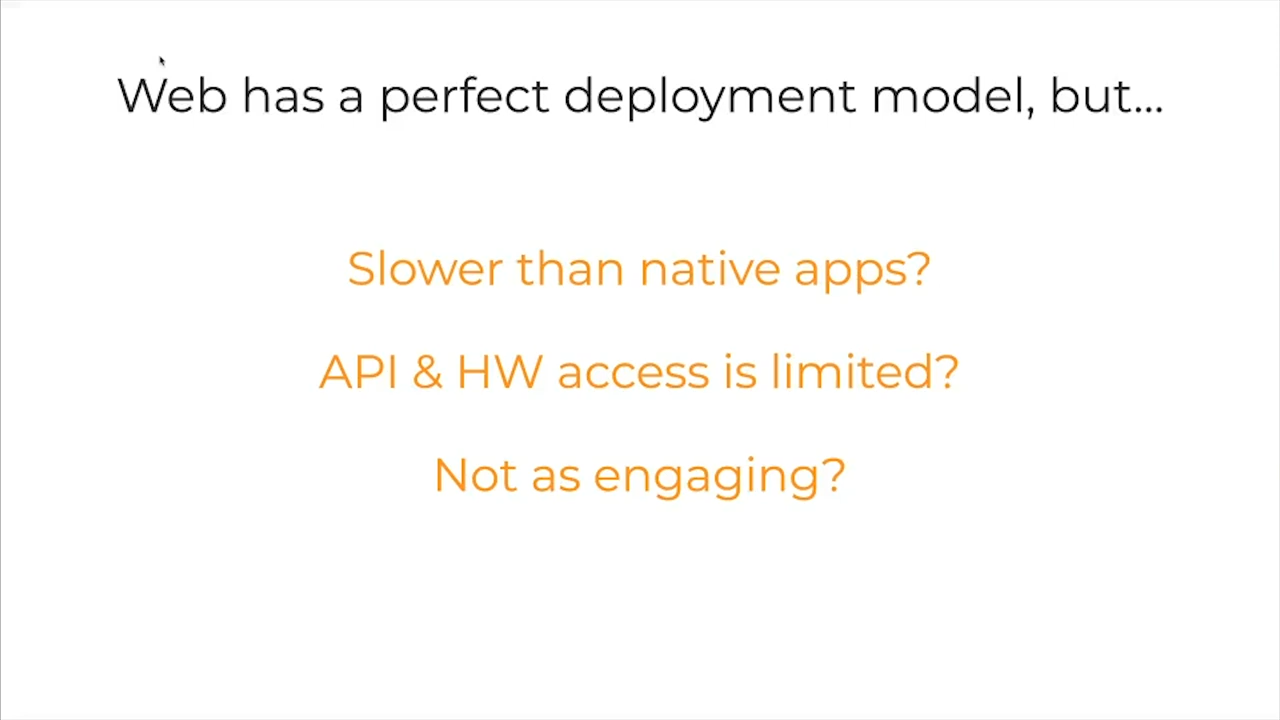 Web has a perfect deployment model, but...
Slower than native apps?
API & HW access is limited?
Not as engaging?